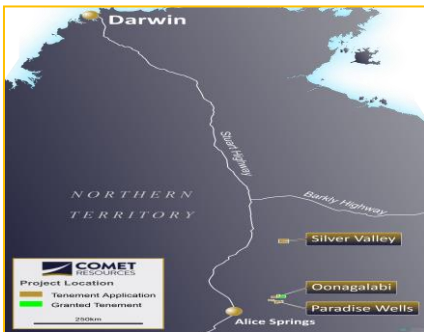 Darwin
Stuart Highway
Barkly Highway
NORTHERN
TERRITORY
Silver Valley
COMET
RESOURCES
Project Location
Tenement Application
Granted Tenement
250km
Oonagalabi
Paradise Wells
Alice Springs